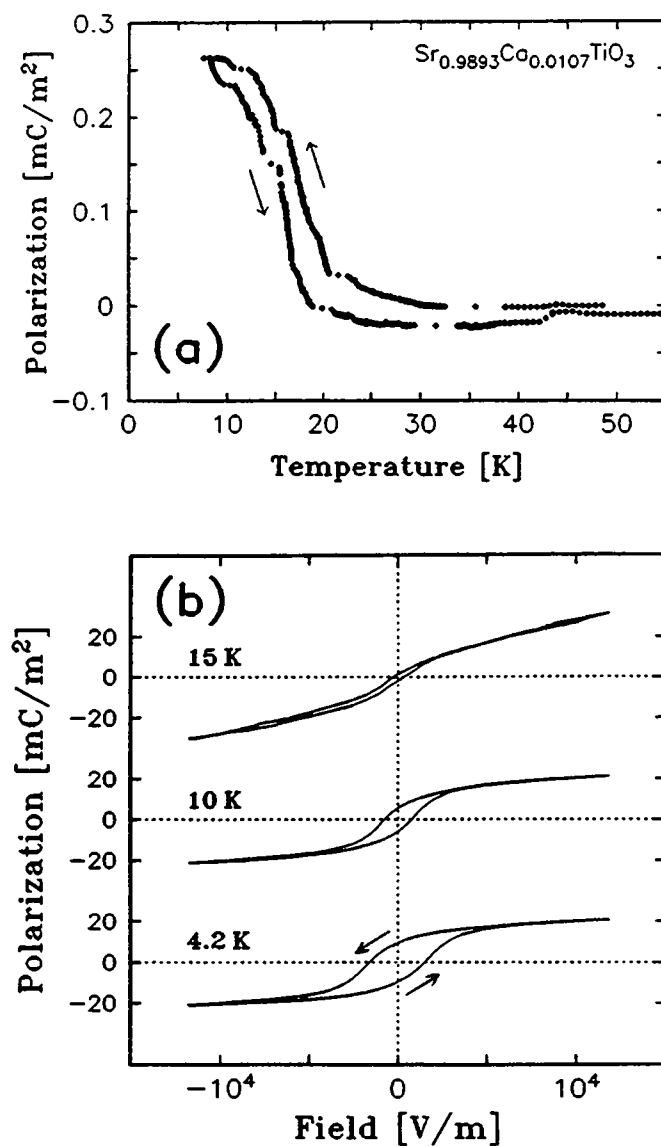 Sr0.9893Ca0.0107TiO3
Polarization [mC/m2]
0.3
0.2
0.1
0
−0.1
(a)
0 10 20 30 40 50
Temperature [K]
(b)
Polarization [mC/m2]
15 K
20
0
−20
10 K
20
0
−20
4.2 K
20
0
−20
−10^4 0 10^4
Field [V/m]